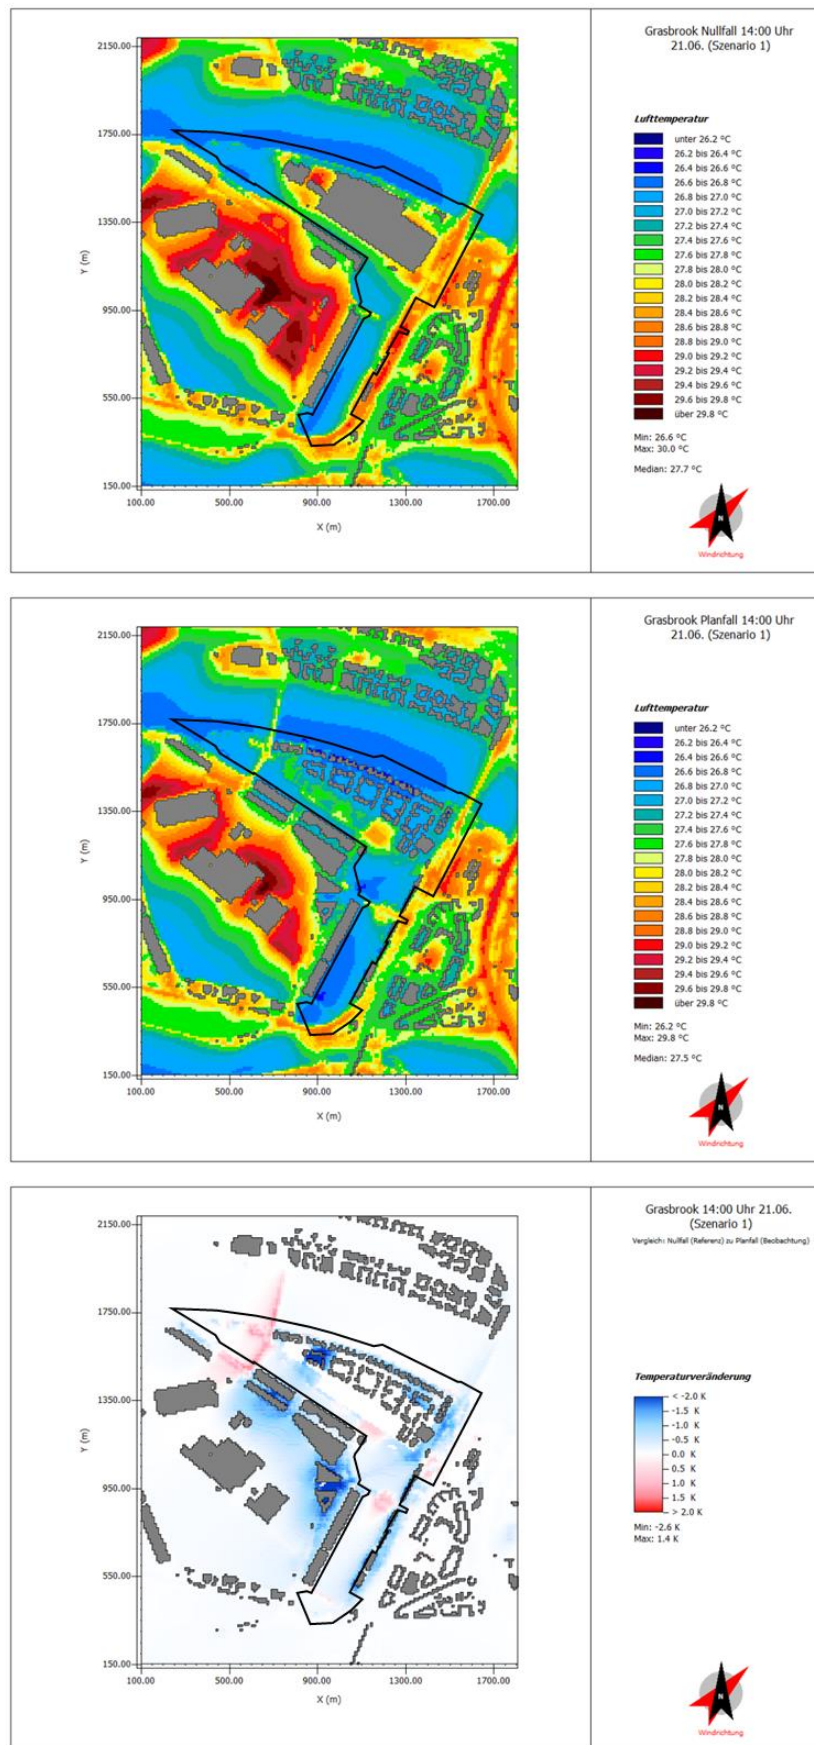 Grasbrook Nullfall 14:00 Uhr
21.06. (Szenario 1)
Lufttemperatur
unter 26.2 °C
26.2 bis 26.4 °C
26.4 bis 26.6 °C
26.6 bis 26.8 °C
26.8 bis 27.0 °C
27.0 bis 27.2 °C
27.2 bis 27.4 °C
27.4 bis 27.6 °C
27.6 bis 27.8 °C
27.8 bis 28.0 °C
28.0 bis 28.2 °C
28.2 bis 28.4 °C
28.4 bis 28.6 °C
28.6 bis 28.8 °C
28.8 bis 29.0 °C
29.0 bis 29.2 °C
29.2 bis 29.4 °C
29.4 bis 29.6 °C
29.6 bis 29.8 °C
über 29.8 °C
Min: 26.6 °C
Max: 30.0 °C
Median: 27.7 °C
N
Windrichtung
2150.00
1750.00
1350.00
950.00
550.00
150.00
Y (m)
100.00 500.00 900.00 1300.00 1700.00
X (m)
Grasbrook Planfall 14:00 Uhr
21.06. (Szenario 1)
Lufttemperatur
unter 26.2 °C
26.2 bis 26.4 °C
26.4 bis 26.6 °C
26.6 bis 26.8 °C
26.8 bis 27.0 °C
27.0 bis 27.2 °C
27.2 bis 27.4 °C
27.4 bis 27.6 °C
27.6 bis 27.8 °C
27.8 bis 28.0 °C
28.0 bis 28.2 °C
28.2 bis 28.4 °C
28.4 bis 28.6 °C
28.6 bis 28.8 °C
28.8 bis 29.0 °C
29.0 bis 29.2 °C
29.2 bis 29.4 °C
29.4 bis 29.6 °C
29.6 bis 29.8 °C
über 29.8 °C
Min: 26.2 °C
Max: 29.8 °C
Median: 27.5 °C
N
Windrichtung
2150.00
1750.00
1350.00
950.00
550.00
150.00
Y (m)
100.00 500.00 900.00 1300.00 1700.00
X (m)
Grasbrook 14:00 Uhr 21.06.
(Szenario 1)
Vergleich: Nullfall (Referenz) zu Planfall (Beobachtung)
Temperaturveränderung
< -2.0 K
-1.5 K
-1.0 K
-0.5 K
0.0 K
0.5 K
1.0 K
1.5 K
> 2.0 K
Min: -2.6 K
Max: 1.4 K
N
Windrichtung
2150.00
1750.00
1350.00
950.00
550.00
150.00
Y (m)
100.00 500.00 900.00 1300.00 1700.00
X (m)